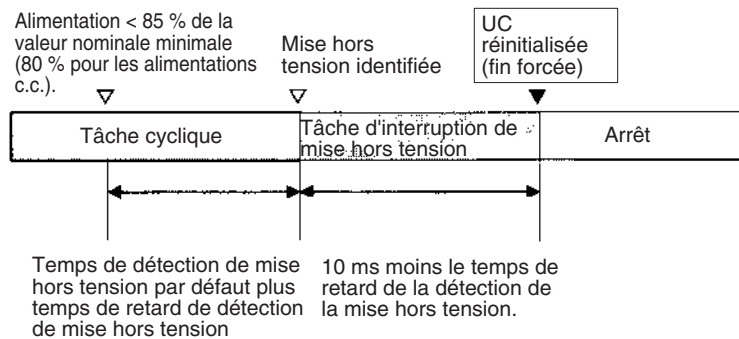 Alimentation < 85 % de la
valeur nominale minimale
(80 % pour les alimentations
c.c.).
Mise hors
tension identifiée
UC
réinitialisée
(fin forcée)
Tâche cyclique
Tâche d'interruption de
mise hors tension
Arrêt
Temps de détection de mise
hors tension par défaut plus
temps de retard de détection
de mise hors tension
10 ms moins le temps de
retard de la détection de
la mise hors tension.